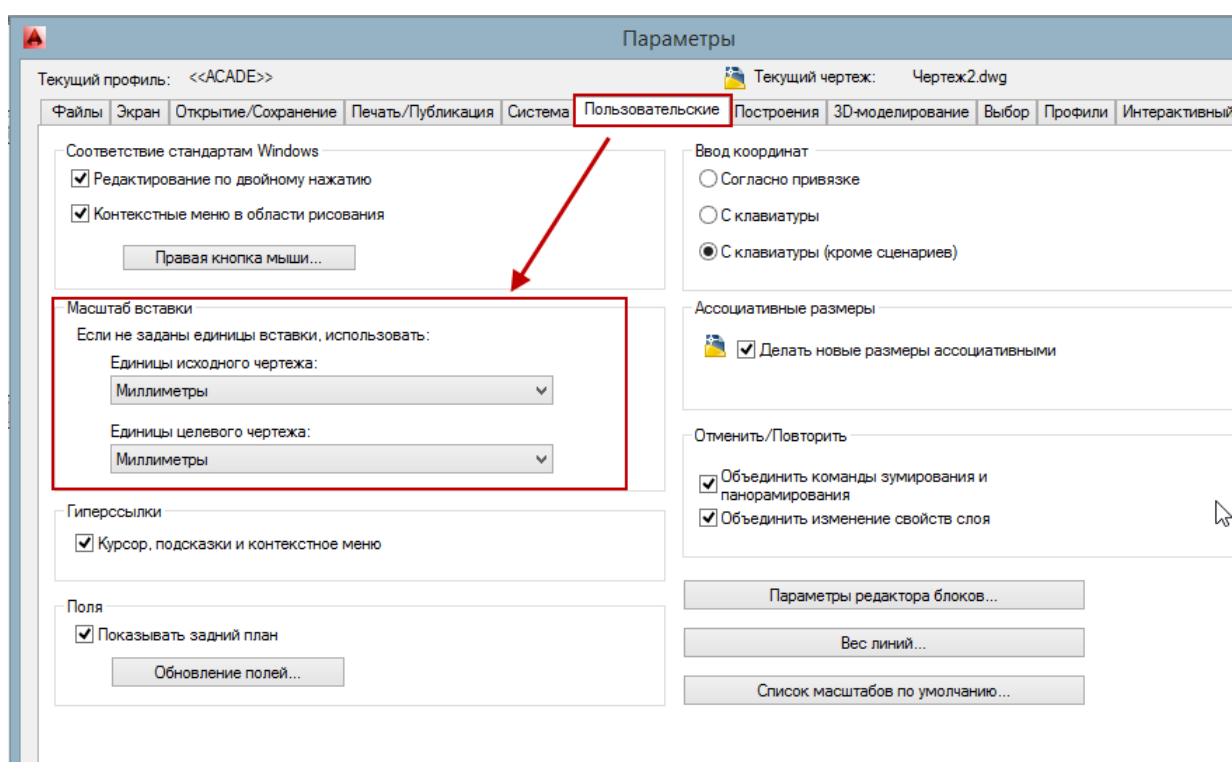 Параметры
Текущий профиль: <<ACADE>> Текущий чертеж: Чертеж2.dwg
Файлы Экран Открытие/Сохранение Печать/Публикация Система Пользовательские Построения 3D-моделирование Выбор Профили Интерактивный
Соответствие стандартам Windows
Редактирование по двойному нажатию
Контекстные меню в области рисования
Правая кнопка мыши...
Масштаб вставки
Если не заданы единицы вставки, использовать:
Единицы исходного чертежа:
Миллиметры
Единицы целевого чертежа:
Миллиметры
Гиперссылки
Курсор, подсказки и контекстное меню
Поля
Показывать задний план
Обновление полей...
Ввод координат
Согласно привязке
С клавиатуры
С клавиатуры (кроме сценариев)
Ассоциативные размеры
Делать новые размеры ассоциативными
Отменить/Повторить
Объединить команды зумирования и
панорамирования
Объединить изменение свойств слоя
Параметры редактора блоков...
Вес линий...
Список масштабов по умолчанию...